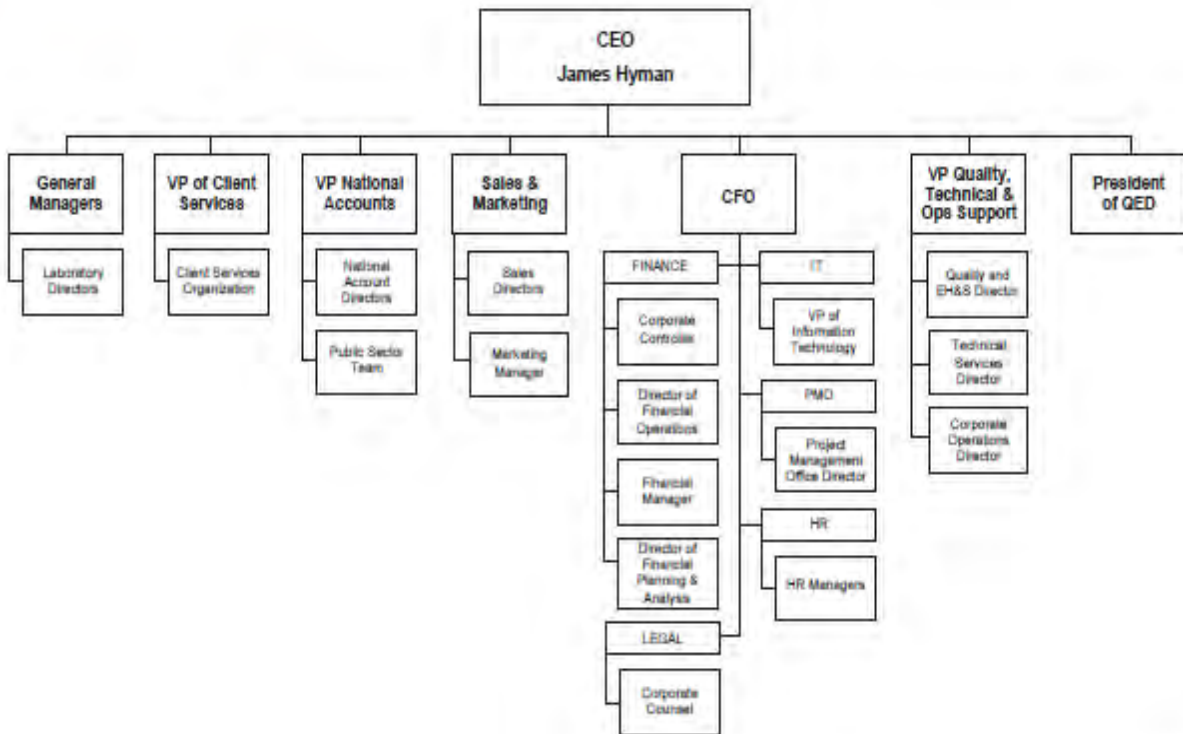 CEO
James Hyman
General
Managers
Laboratory
Directors
VP of Client
Services
Client Services
Organization
VP National
Accounts
National
Account
Directors
Public Sector
Team
Sales &
Marketing
Sales
Directors
Marketing
Manager
CFO
FINANCE
Corporate
Controller
Director of
Financial
Operations
Financial
Manager
Director of
Financial
Planning &
Analysis
LEGAL
Corporate
Counsel
IT
VP of
Information
Technology
PMO
Project
Management
Office Director
HR
HR Managers
VP Quality,
Technical &
Ops Support
Quality and
EH&S Director
Technical
Services
Director
Corporate
Operations
Director
President
of QED